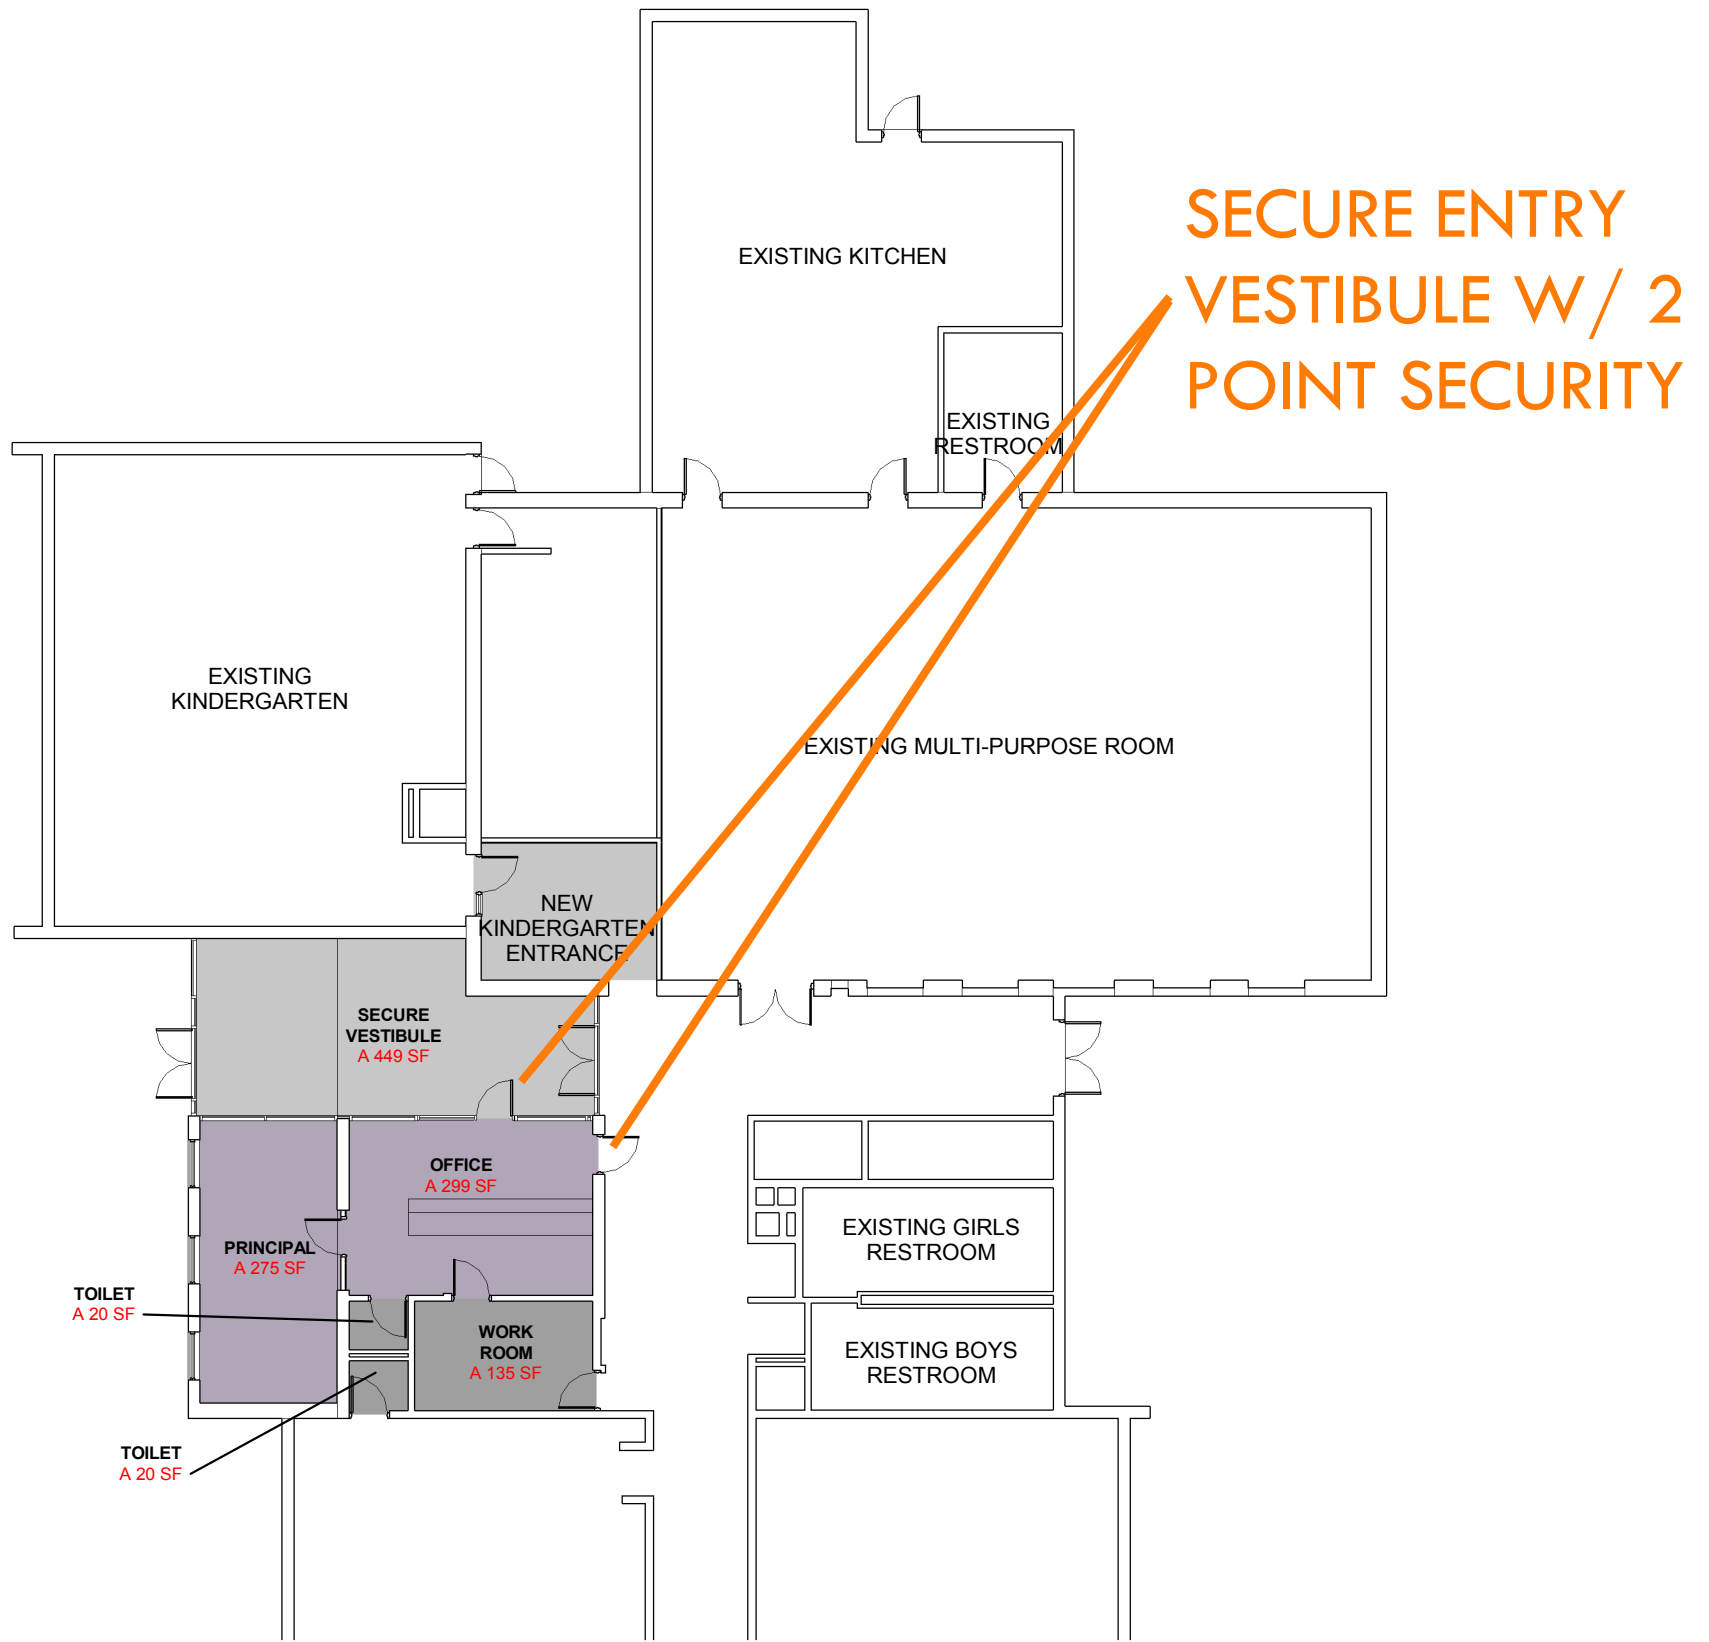 SECURE ENTRY
VESTIBULE W/ 2
POINT SECURITY
EXISTING KITCHEN
EXISTING
RESTROOM
EXISTING
KINDERGARTEN
EXISTING MULTI-PURPOSE ROOM
NEW
KINDERGARTEN
ENTRANCE
SECURE
VESTIBULE
A 449 SF
OFFICE
A 299 SF
PRINCIPAL
A 275 SF
EXISTING GIRLS
RESTROOM
TOILET
A 20 SF
WORK
ROOM
A 135 SF
EXISTING BOYS
RESTROOM
TOILET
A 20 SF